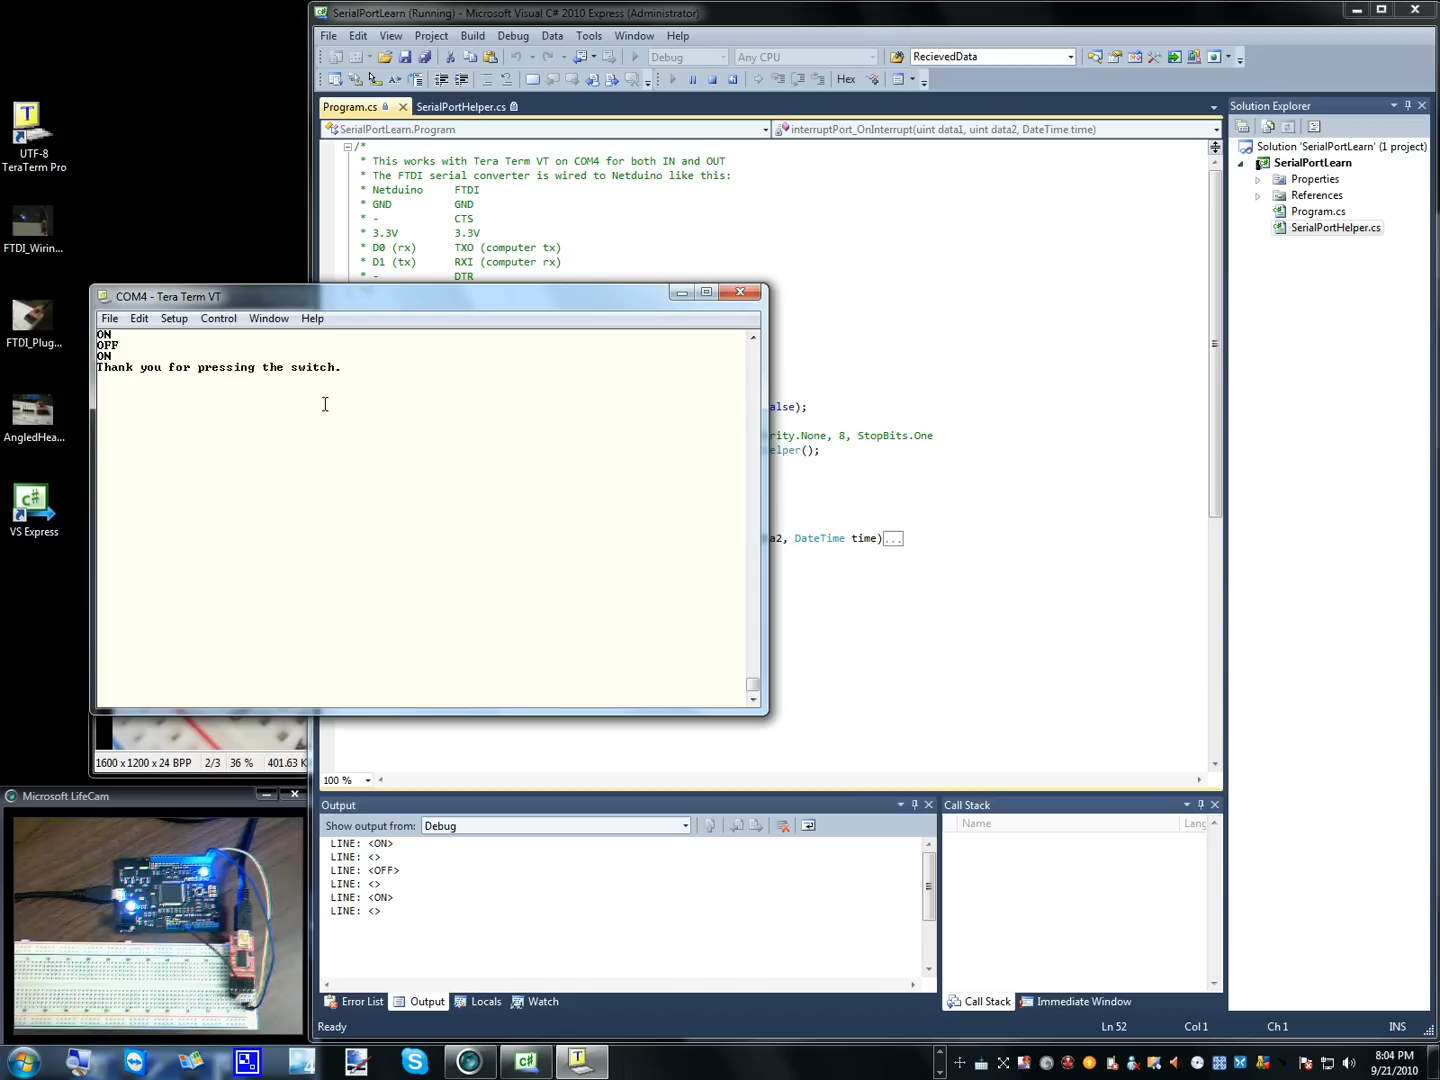 SerialPortLearn (Running) - Microsoft Visual C# 2010 Express (Administrator)
File Edit View Project Build Debug Data Tools Window Help
Debug Any CPU RecievedData
Hex
Program.cs SerialPortHelper.cs
SerialPortLearn.Program interruptPort_OnInterrupt(uint data1, uint data2, DateTime time)
/*
* This works with Tera Term VT on COM4 for both IN and OUT
* The FTDI serial converter is wired to Netduino like this:
* Netduino FTDI
* GND GND
* - CTS
* 3.3V 3.3V
* D0 (rx) TXO (computer tx)
* D1 (tx) RXI (computer rx)
* - DTR
alse);
rity.None, 8, StopBits.One
elper();
a2, DateTime time)...
100 %
Solution Explorer
Solution 'SerialPortLearn' (1 project)
SerialPortLearn
Properties
References
Program.cs
SerialPortHelper.cs
UTF-8
TeraTerm Pro
FTDI_Wirin...
FTDI_Plug...
AngledHea...
VS Express
COM4 - Tera Term VT
File Edit Setup Control Window Help
ON
OFF
ON
Thank you for pressing the switch.
1600 x 1200 x 24 BPP 2/3 36 % 401.63 K
Microsoft LifeCam
Output
Show output from: Debug
LINE: <ON>
LINE: <>
LINE: <OFF>
LINE: <>
LINE: <ON>
LINE: <>
Error List Output Locals Watch
Call Stack
Name Lang
Call Stack Immediate Window
Ready Ln 52 Col 1 Ch 1 INS
8:04 PM
9/21/2010